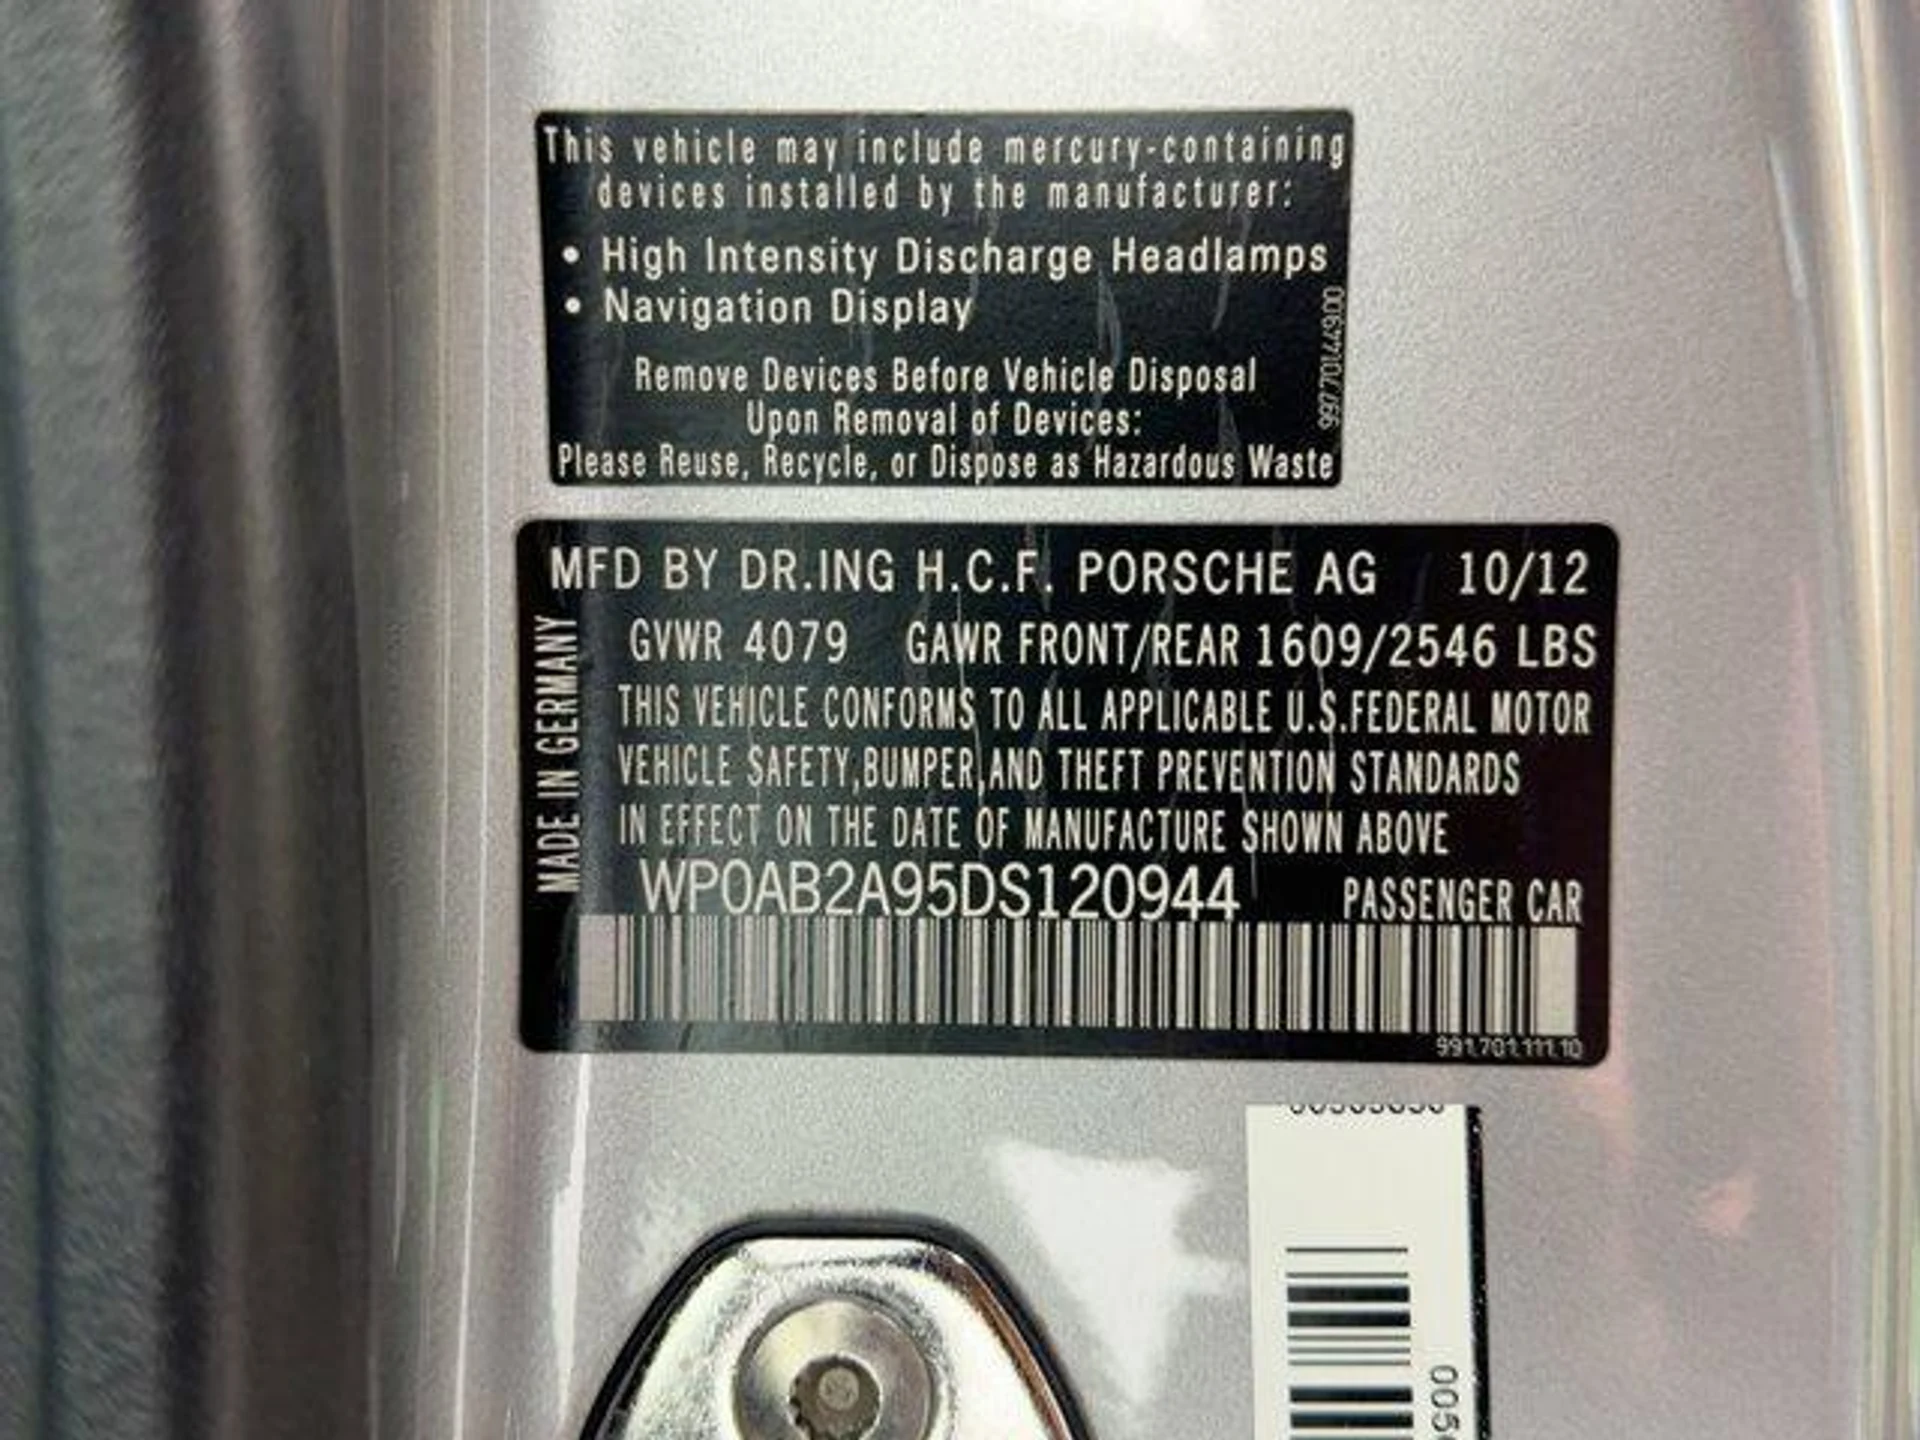 This vehicle may include mercury-containing
devices installed by the manufacturer:
• High Intensity Discharge Headlamps
• Navigation Display
Remove Devices Before Vehicle Disposal
Upon Removal of Devices:
Please Reuse, Recycle, or Dispose as Hazardous Waste
997.701.779.00
MFD BY DR.ING H.C.F. PORSCHE AG 10/12
GVWR 4079 GAWR FRONT/REAR 1609/2546 LBS
THIS VEHICLE CONFORMS TO ALL APPLICABLE U.S.FEDERAL MOTOR
VEHICLE SAFETY,BUMPER,AND THEFT PREVENTION STANDARDS
IN EFFECT ON THE DATE OF MANUFACTURE SHOWN ABOVE
MADE IN GERMANY
WP0AB2A95DS120944 PASSENGER CAR
991.701.111.10